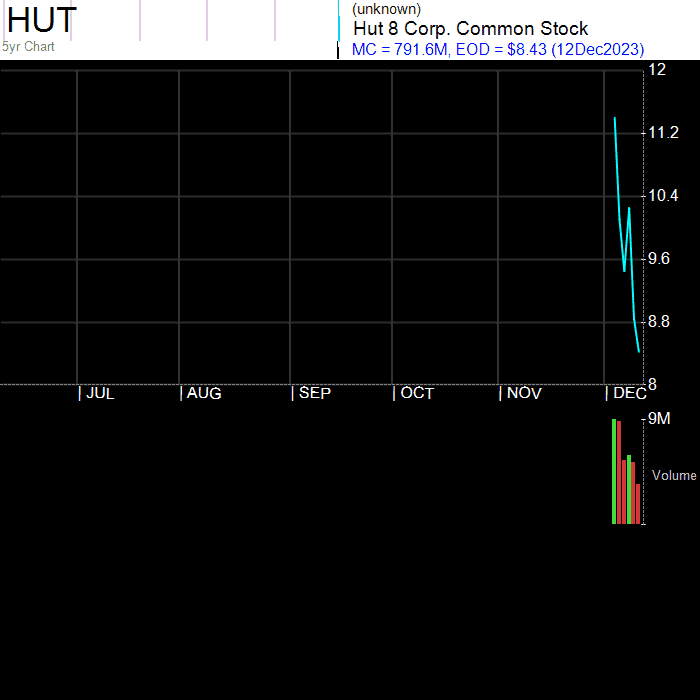 HUT
5yr Chart
(unknown)
Hut 8 Corp. Common Stock
MC = 791.6M, EOD = $8.43 (12Dec2023)
12
11.2
10.4
9.6
8.8
8
| JUL | AUG | SEP | OCT | NOV | DEC
9M
Volume